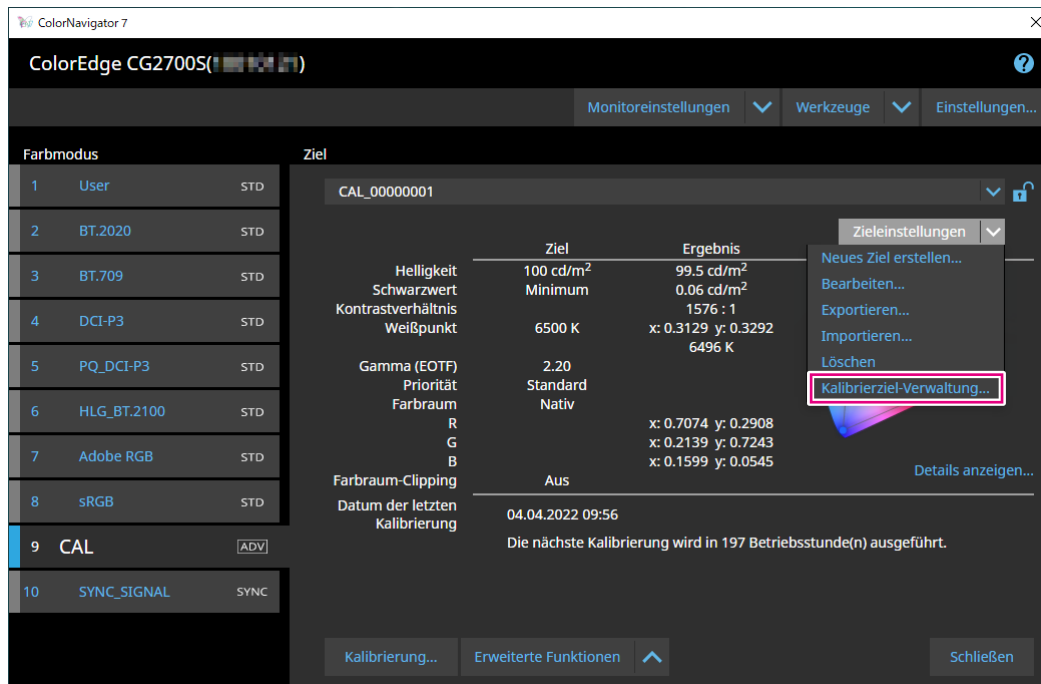 ColorNavigator 7
ColorEdge CG2700S( )
Monitoreinstellungen Werkzeuge Einstellungen...
Farbmodus
1 User STD
2 BT.2020 STD
3 BT.709 STD
4 DCI-P3 STD
5 PQ_DCI-P3 STD
6 HLG_BT.2100 STD
7 Adobe RGB STD
8 sRGB STD
9 CAL ADV
10 SYNC_SIGNAL SYNC
Ziel
CAL_00000001
Zieleinstellungen
Neues Ziel erstellen...
Bearbeiten...
Exportieren...
Importieren...
Löschen
Kalibrierziel-Verwaltung...
Ziel Ergebnis
Helligkeit 100 cd/m² 99.5 cd/m²
Schwarzwert Minimum 0.06 cd/m²
Kontrastverhältnis 1576 : 1
Weißpunkt 6500 K x: 0.3129 y: 0.3292
6496 K
Gamma (EOTF) 2.20
Priorität Standard
Farbraum Nativ
R x: 0.7074 y: 0.2908
G x: 0.2139 y: 0.7243
B x: 0.1599 y: 0.0545
Farbraum-Clipping Aus
Details anzeigen...
Datum der letzten
Kalibrierung
04.04.2022 09:56
Die nächste Kalibrierung wird in 197 Betriebsstunde(n) ausgeführt.
Kalibrierung... Erweiterte Funktionen Schließen